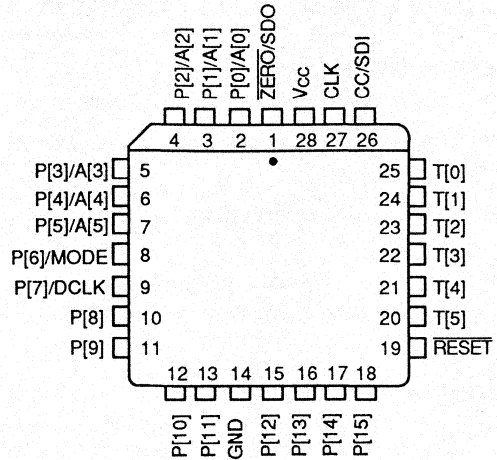 P[2]/A[2]
P[1]/A[1]
P[0]/A[0]
ZERO/SDO
Vcc
CLK
CC/SDI
4 3 2 1 28 27 26
P[3]/A[3] 5 25 T[0]
P[4]/A[4] 6 24 T[1]
P[5]/A[5] 7 23 T[2]
P[6]/MODE 8 22 T[3]
P[7]/DCLK 9 21 T[4]
P[8] 10 20 T[5]
P[9] 11 19 RESET
12 13 14 15 16 17 18
P[10]
P[11]
GND
P[12]
P[13]
P[14]
P[15]